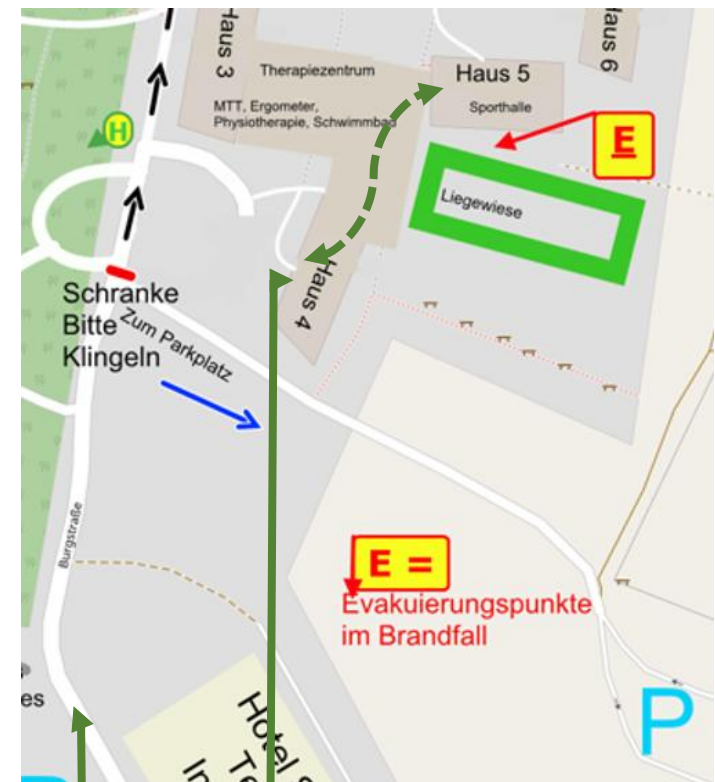 Haus 3
Therapiezentrum
MTT, Ergometer,
Physiotherapie, Schwimmbad
Haus 5
Sporthalle
Haus 6
E
H
Liegewiese
Haus 4
Schranke
Bitte
Klingeln
Zum Parkplatz
Burgstraße
E =
Evakuierungspunkte
im Brandfall
es
Hotel
P